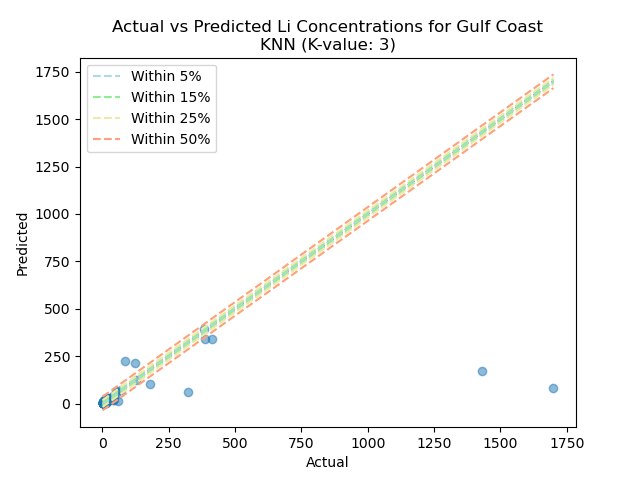 Actual vs Predicted Li Concentrations for Gulf Coast
KNN (K-value: 3)
Within 5%
Within 15%
Within 25%
Within 50%
1750
1500
1250
1000
750
500
250
0
Predicted
0 250 500 750 1000 1250 1500 1750
Actual